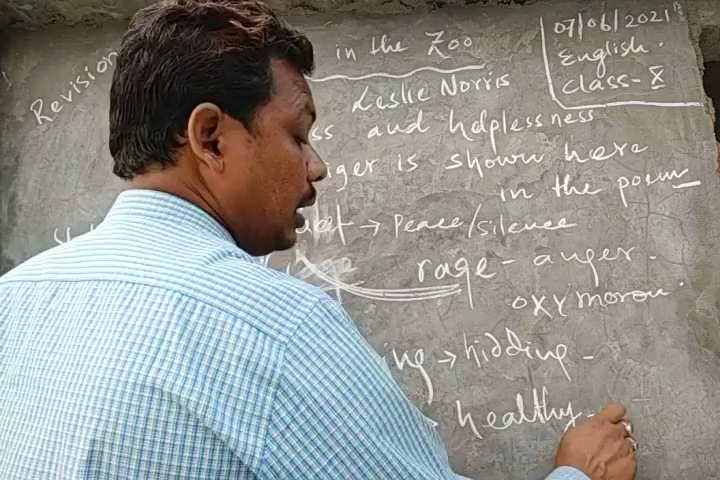 Revision in the Zoo
07/06/2021
English.
class-X
Leslie Norris
ss and helplessness
iger is shown here
in the poem
uiet → Peace/silence
rage - anger.
oxymoron.
ing → hidding -
healthy -